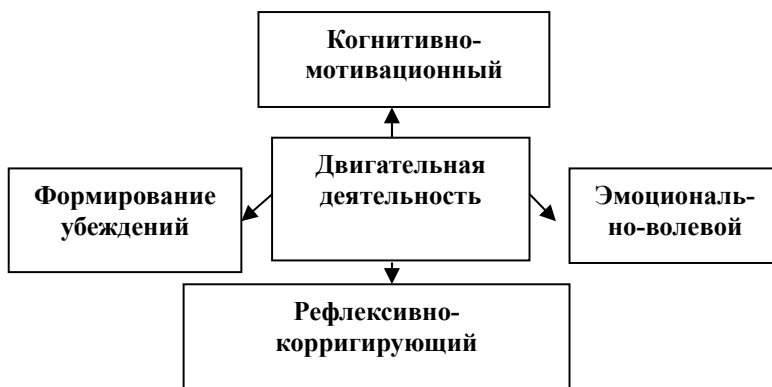 Когнитивно-
мотивационный
Двигательная
деятельность
Формирование
убеждений
Эмоциональ-
но-волевой
Рефлексивно-
корригирующий